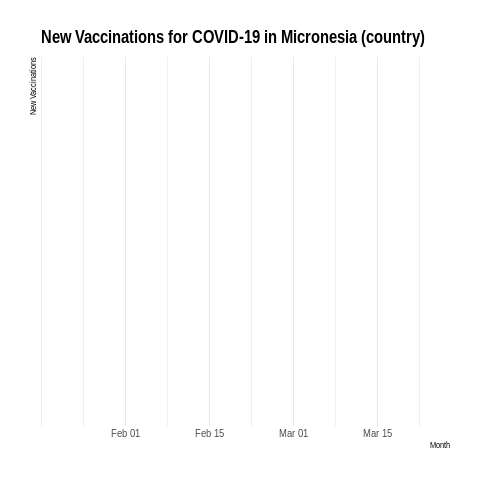 New Vaccinations for COVID-19 in Micronesia (country)
New Vaccinations
Feb 01 Feb 15 Mar 01 Mar 15
Month